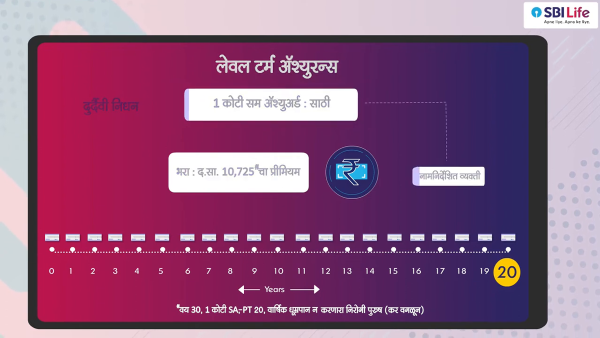 SBI Life
Apne liye. Apno ke liye.
लेवल टर्म ॲश्युरन्स
दुर्दैवी निधन
1 कोटी सम ॲश्युअर्ड : साठी
भरा : द.सा. 10,725#चा प्रीमियम
₹
नामनिर्देशित व्यक्ती
0 1 2 3 4 5 6 7 8 9 10 11 12 13 14 15 16 17 18 19 20
Years
#वय 30, 1 कोटी SA,-PT 20, वार्षिक धूम्रपान न करणारा निरोगी पुरुष (कर वगळून)